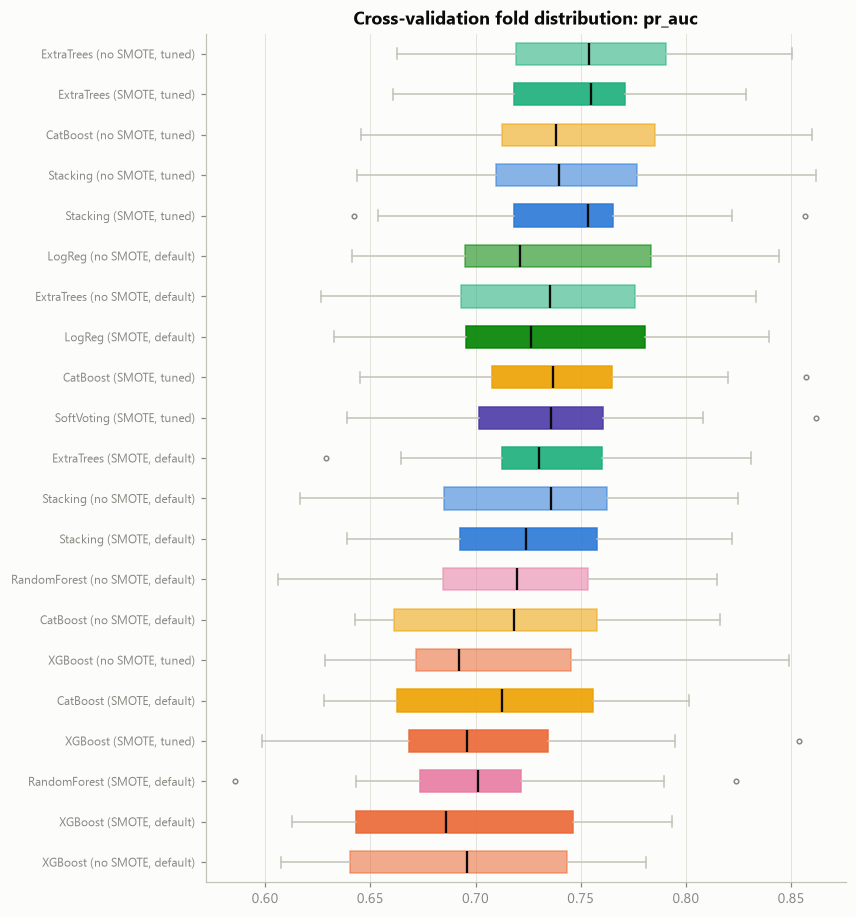 Cross-validation fold distribution: pr_auc
ExtraTrees (no SMOTE, tuned)
ExtraTrees (SMOTE, tuned)
CatBoost (no SMOTE, tuned)
Stacking (no SMOTE, tuned)
Stacking (SMOTE, tuned)
LogReg (no SMOTE, default)
ExtraTrees (no SMOTE, default)
LogReg (SMOTE, default)
CatBoost (SMOTE, tuned)
SoftVoting (SMOTE, tuned)
ExtraTrees (SMOTE, default)
Stacking (no SMOTE, default)
Stacking (SMOTE, default)
RandomForest (no SMOTE, default)
CatBoost (no SMOTE, default)
XGBoost (no SMOTE, tuned)
CatBoost (SMOTE, default)
XGBoost (SMOTE, tuned)
RandomForest (SMOTE, default)
XGBoost (SMOTE, default)
XGBoost (no SMOTE, default)
0.60 0.65 0.70 0.75 0.80 0.85